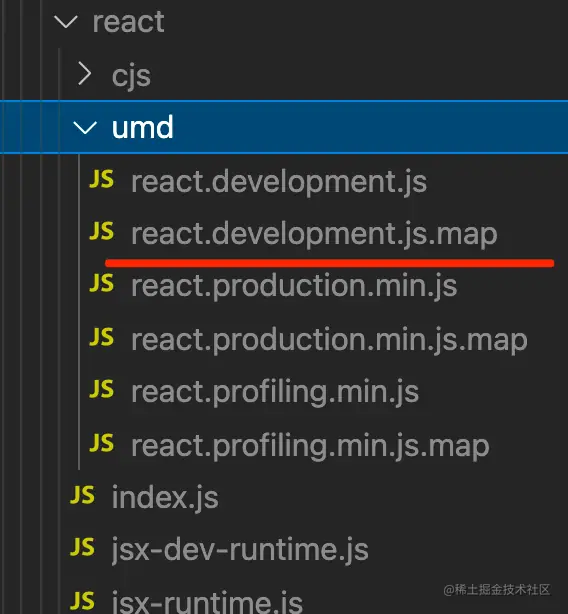 react
cjs
umd
JS react.development.js
JS react.development.js.map
JS react.production.min.js
JS react.production.min.js.map
JS react.profiling.min.js
JS react.profiling.min.js.map
JS index.js
JS jsx-dev-runtime.js
JS jsx-runtime.js
@稀土掘金技术社区